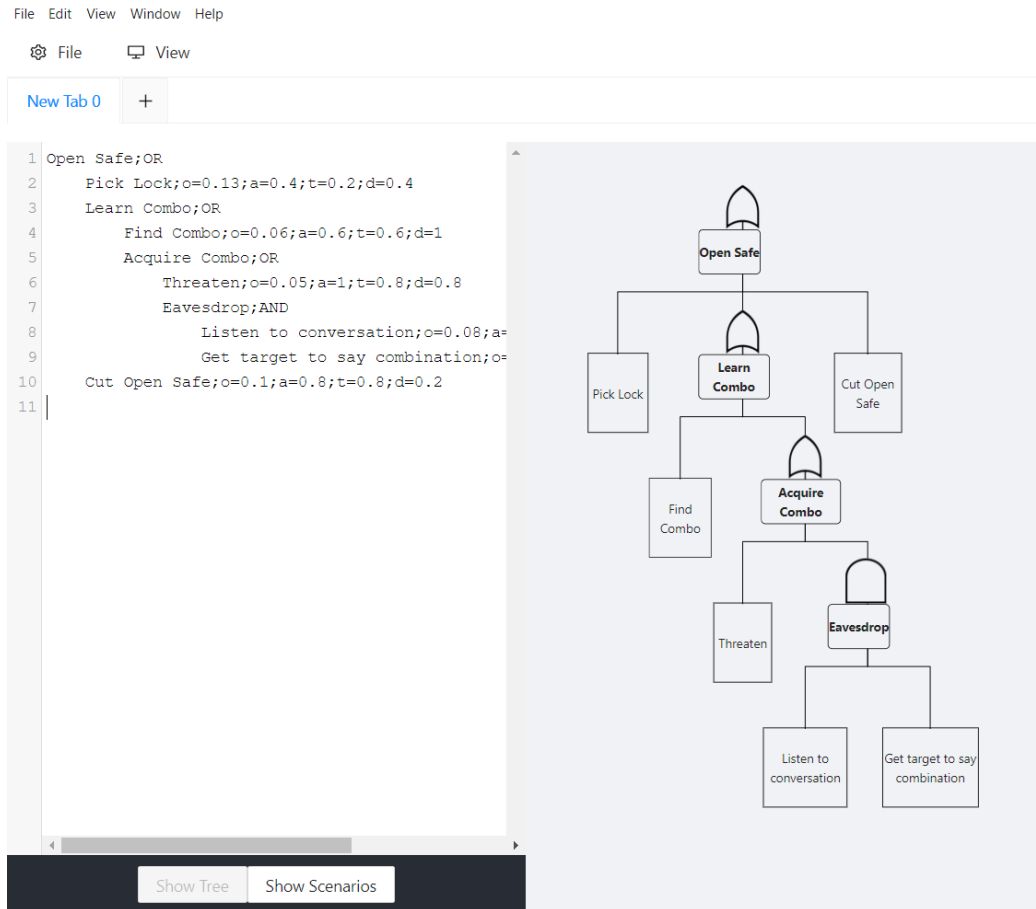 File Edit View Window Help
File View
New Tab 0 +
1 Open Safe;OR
2 Pick Lock;o=0.13;a=0.4;t=0.2;d=0.4
3 Learn Combo;OR
4 Find Combo;o=0.06;a=0.6;t=0.6;d=1
5 Acquire Combo;OR
6 Threaten;o=0.05;a=1;t=0.8;d=0.8
7 Eavesdrop;AND
8 Listen to conversation;o=0.08;a=
9 Get target to say combination;o=
10 Cut Open Safe;o=0.1;a=0.8;t=0.8;d=0.2
11
Show Tree Show Scenarios
Open Safe
Pick Lock
Learn
Combo
Cut Open
Safe
Find
Combo
Acquire
Combo
Threaten
Eavesdrop
Listen to
conversation
Get target to say
combination